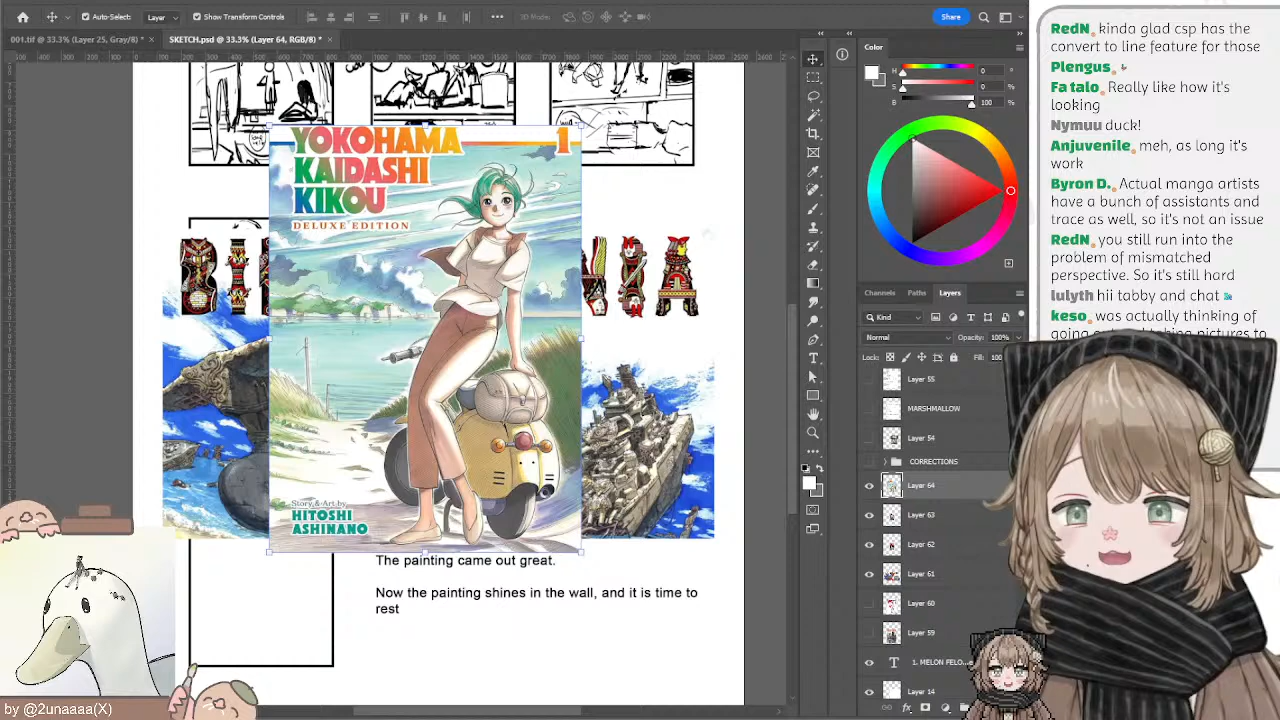 Auto-Select:
Layer
Show Transform Controls
3D Mode:
Share
001.tif @ 33.3% (Layer 25, Gray/8) *
SKETCH.psd @ 33.3% (Layer 64, RGB/8) *
YOKOHAMA
KAIDASHI
KIKOU
1
DELUXE EDITION
Story & Art by
HITOSHI
ASHINANO
The painting came out great.
Now the painting shines in the wall, and it is time to
rest
by @2unaaaa(X)
Color
H
0
°
S
0
%
B
100
%
Channels
Paths
Layers
Kind
Normal
Opacity:
100%
Lock:
Fill:
Layer 55
MARSHMALLOW
Layer 54
CORRECTIONS
Layer 64
Layer 63
Layer 62
Layer 61
Layer 60
Layer 59
1. MELON FELO...
Layer 14
RedN kinda glad csp has the
convert to line feature for those
Plengus
Fa talo Really like how it's
looking
Nymuu duck!
Anjuvenile meh, as long it's
work
Byron D. Actual manga artists
have a bunch of assistants and
trace as well, so its not an issue
RedN you still run into the
problem of mismatched
perspective. So it's still hard
lulyth hii tabby and chat
keso was actually thinking of